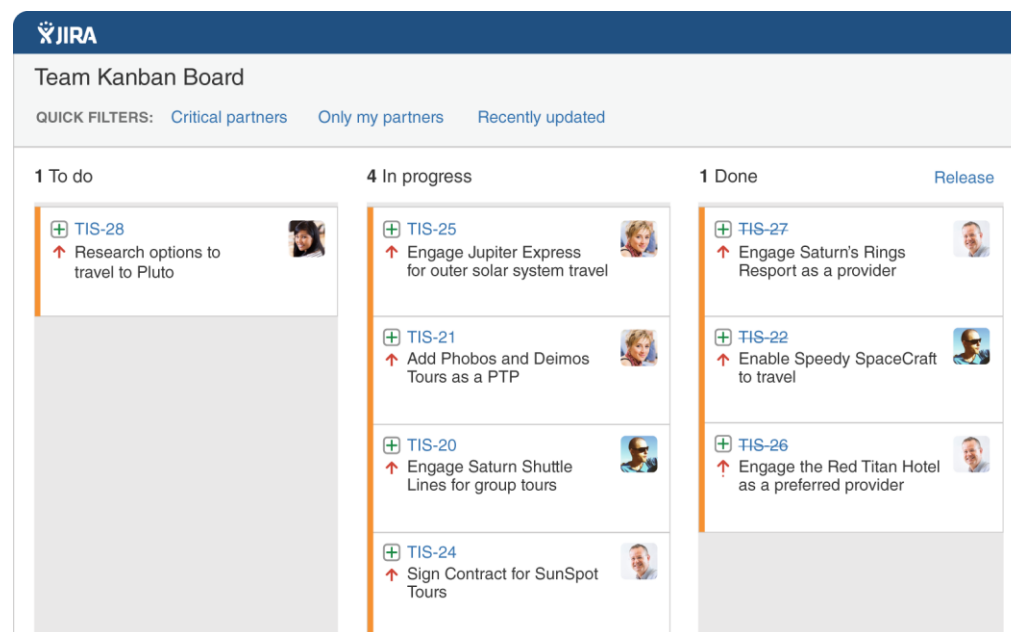 JIRA
Team Kanban Board
QUICK FILTERS: Critical partners Only my partners Recently updated
1 To do
TIS-28
Research options to
travel to Pluto
4 In progress
TIS-25
Engage Jupiter Express
for outer solar system travel
TIS-21
Add Phobos and Deimos
Tours as a PTP
TIS-20
Engage Saturn Shuttle
Lines for group tours
TIS-24
Sign Contract for SunSpot
Tours
1 Done
Release
TIS-27
Engage Saturn’s Rings
Resport as a provider
TIS-22
Enable Speedy SpaceCraft
to travel
TIS-26
Engage the Red Titan Hotel
as a preferred provider